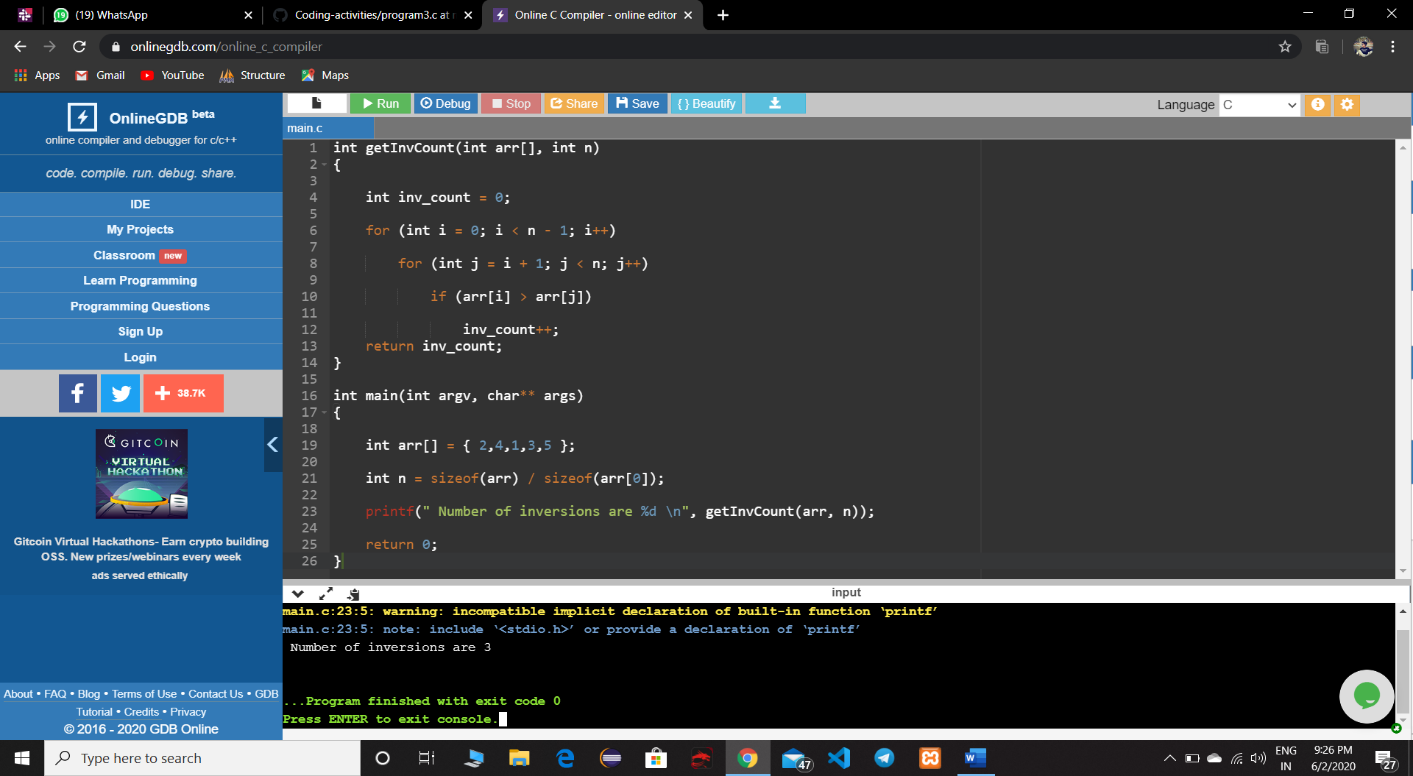 (19) WhatsApp
Coding-activities/program3.c at r
Online C Compiler - online editor
onlinegdb.com/online_c_compiler
Apps Gmail YouTube Structure Maps
OnlineGDB beta
online compiler and debugger for c/c++
code. compile. run. debug. share.
IDE
My Projects
Classroom new
Learn Programming
Programming Questions
Sign Up
Login
f + 38.7K
GITCOIN
VIRTUAL
HACKATHON
Gitcoin Virtual Hackathons- Earn crypto building
OSS. New prizes/webinars every week
ads served ethically
About • FAQ • Blog • Terms of Use • Contact Us • GDB
Tutorial • Credits • Privacy
© 2016 - 2020 GDB Online
Run Debug Stop Share Save { } Beautify Language C
main.c
1 int getInvCount(int arr[], int n)
2 {
3
4 int inv_count = 0;
5
6 for (int i = 0; i < n - 1; i++)
7
8 for (int j = i + 1; j < n; j++)
9
10 if (arr[i] > arr[j])
11
12 inv_count++;
13 return inv_count;
14 }
15
16 int main(int argv, char** args)
17 {
18
19 int arr[] = { 2,4,1,3,5 };
20
21 int n = sizeof(arr) / sizeof(arr[0]);
22
23 printf(" Number of inversions are %d \n", getInvCount(arr, n));
24
25 return 0;
26 }
input
main.c:23:5: warning: incompatible implicit declaration of built-in function ‘printf’
main.c:23:5: note: include ‘<stdio.h>’ or provide a declaration of ‘printf’
Number of inversions are 3
...Program finished with exit code 0
Press ENTER to exit console.
Type here to search
47
W
ENG
IN
9:26 PM
6/2/2020
27